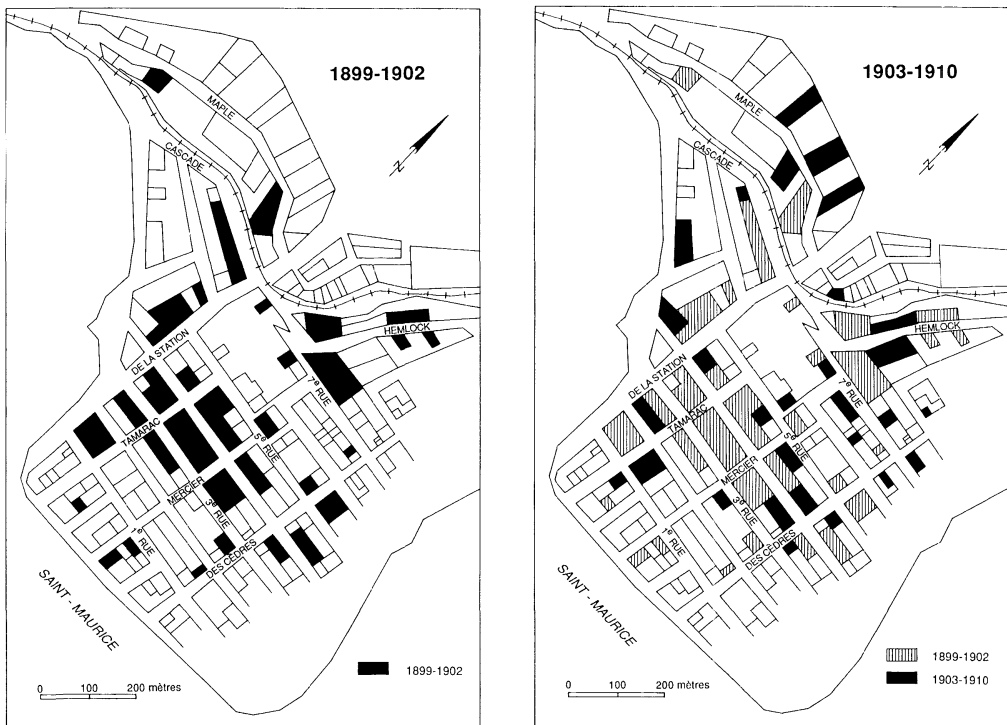 1899-1902
MAPLE
CASCADE
N
HEMLOCK
DE LA STATION
7e RUE
TAMARAC
5e RUE
MERCIER
3e RUE
1e RUE
DES CÈDRES
SAINT - MAURICE
0 100 200 mètres
1899-1902
1903-1910
MAPLE
CASCADE
N
HEMLOCK
DE LA STATION
7e RUE
TAMARAC
5e RUE
MERCIER
3e RUE
1e RUE
DES CÈDRES
SAINT - MAURICE
0 100 200 mètres
1899-1902
1903-1910